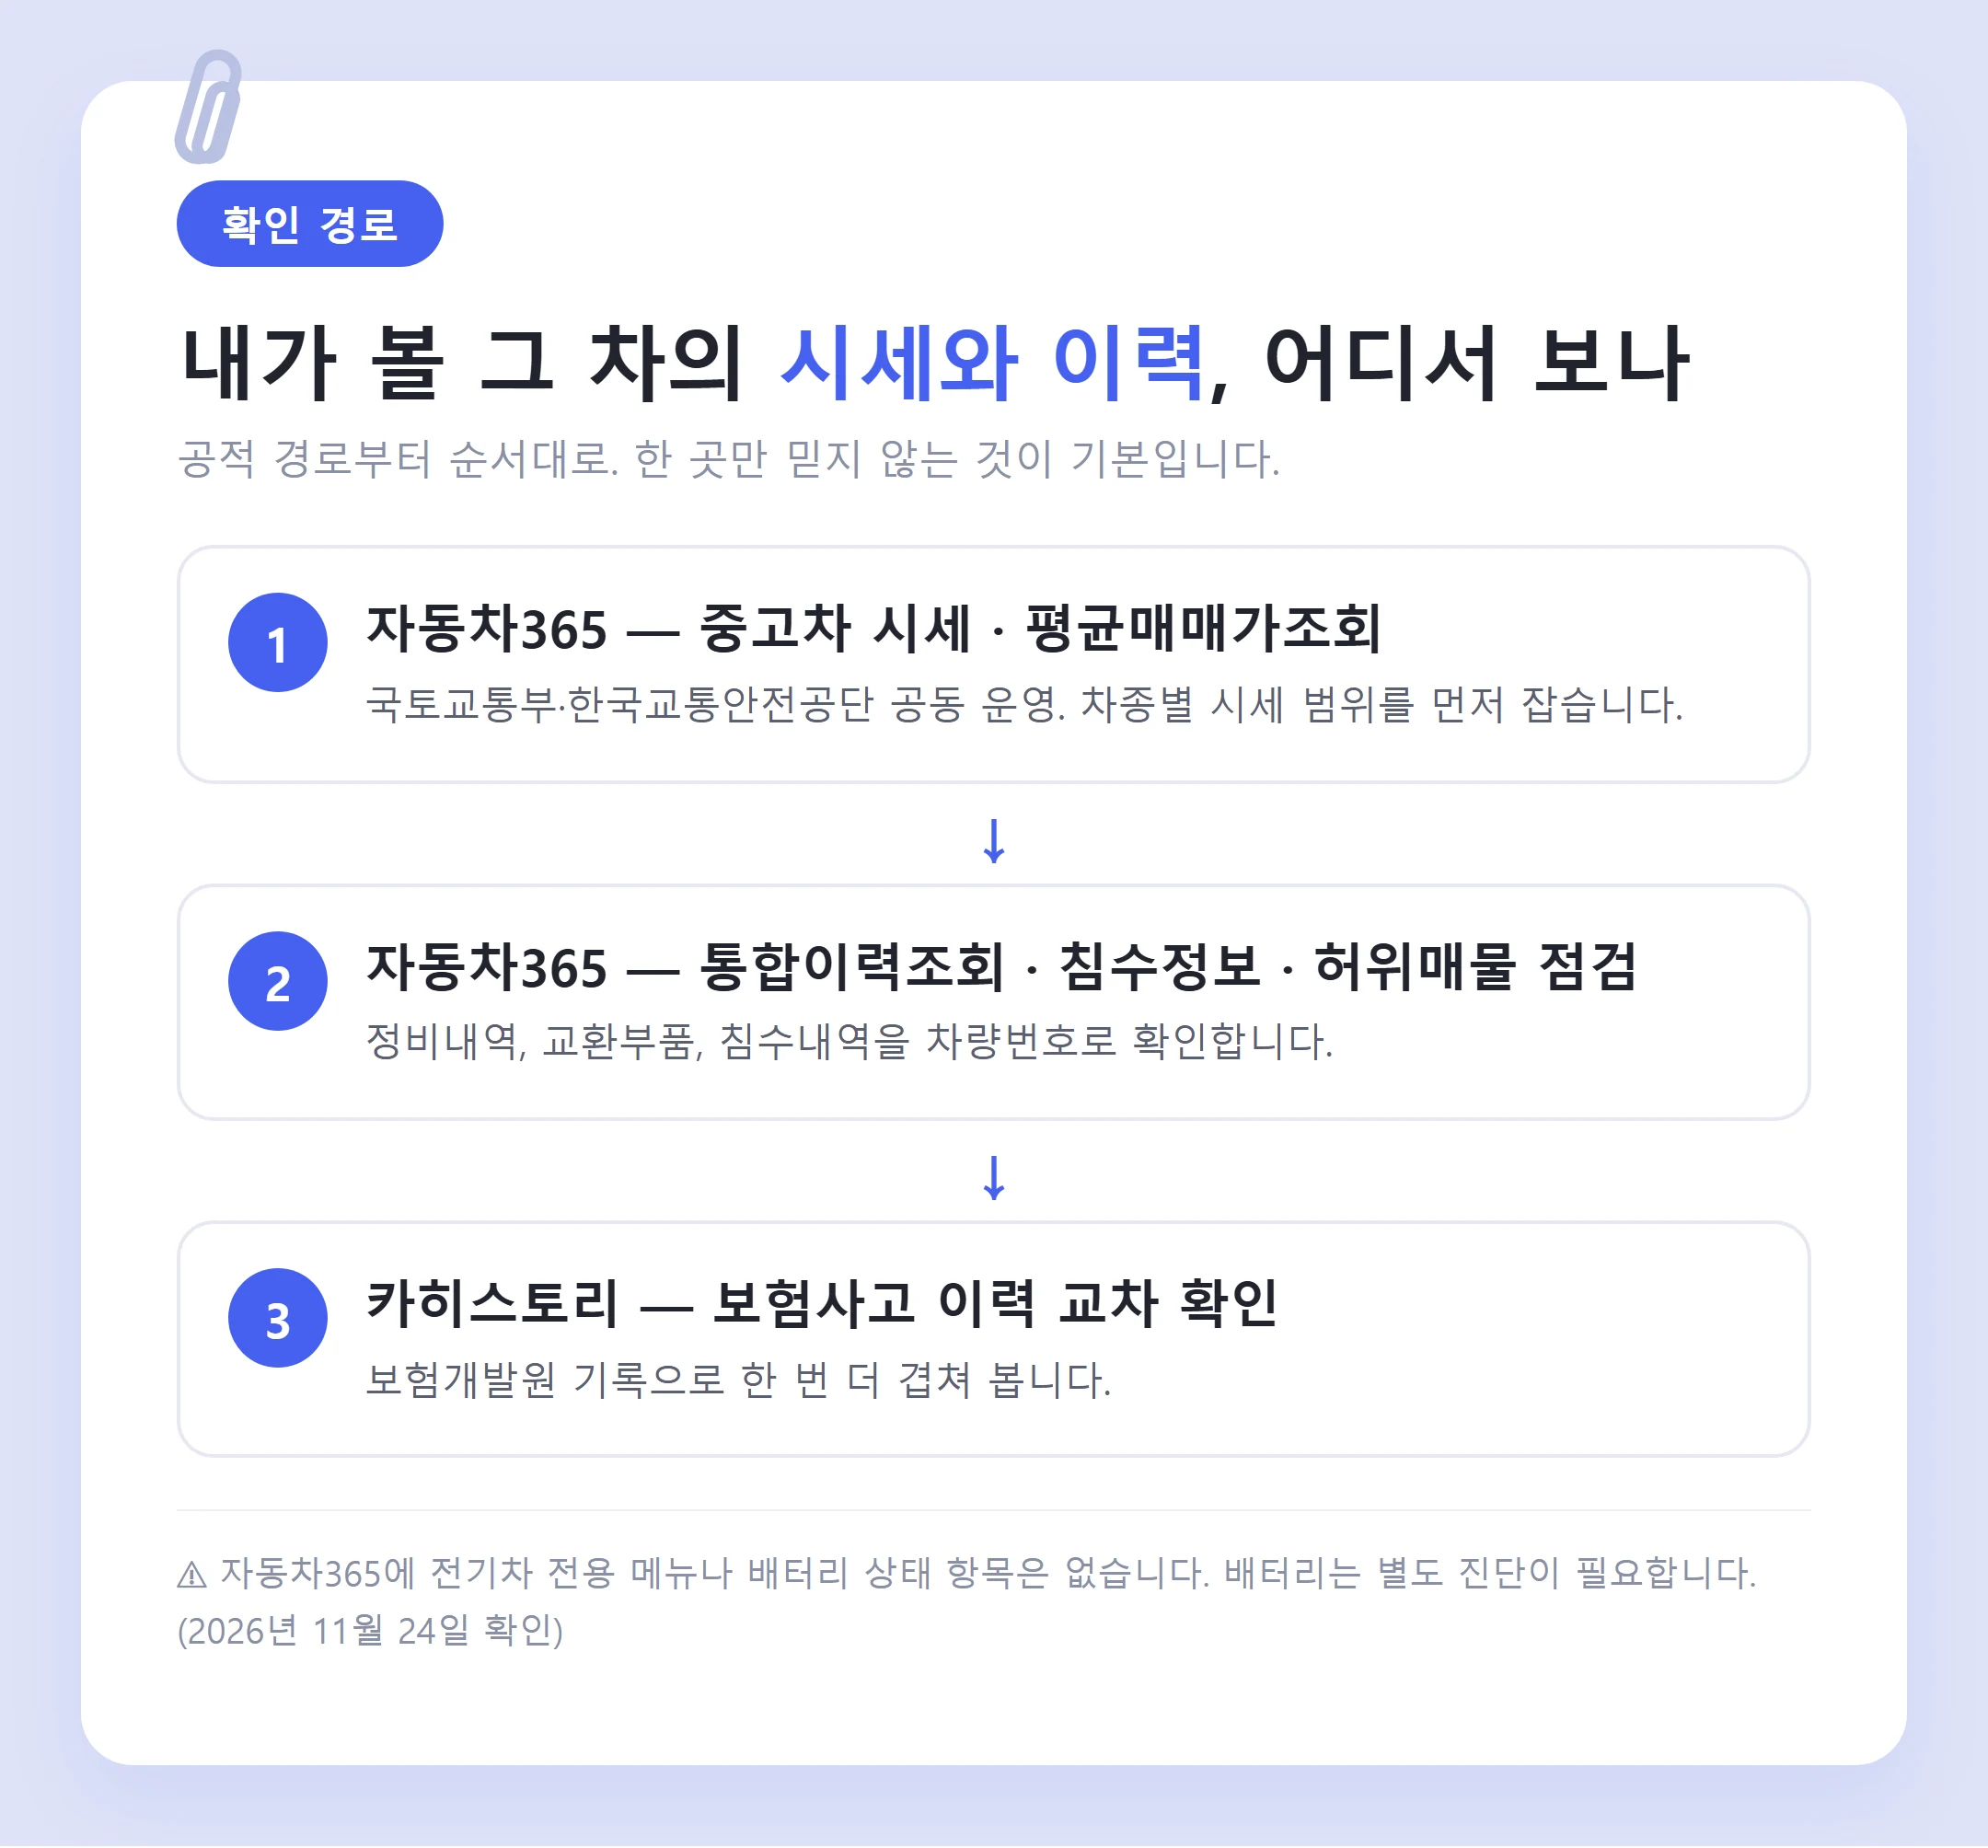 확인 경로
내가 볼 그 차의 시세와 이력, 어디서 보나
공적 경로부터 순서대로. 한 곳만 믿지 않는 것이 기본입니다.
1
자동차365 — 중고차 시세 · 평균매매가조회
국토교통부·한국교통안전공단 공동 운영. 차종별 시세 범위를 먼저 잡습니다.
↓
2
자동차365 — 통합이력조회 · 침수정보 · 허위매물 점검
정비내역, 교환부품, 침수내역을 차량번호로 확인합니다.
↓
3
카히스토리 — 보험사고 이력 교차 확인
보험개발원 기록으로 한 번 더 겹쳐 봅니다.
⚠ 자동차365에 전기차 전용 메뉴나 배터리 상태 항목은 없습니다. 배터리는 별도 진단이 필요합니다.
(2026년 11월 24일 확인)